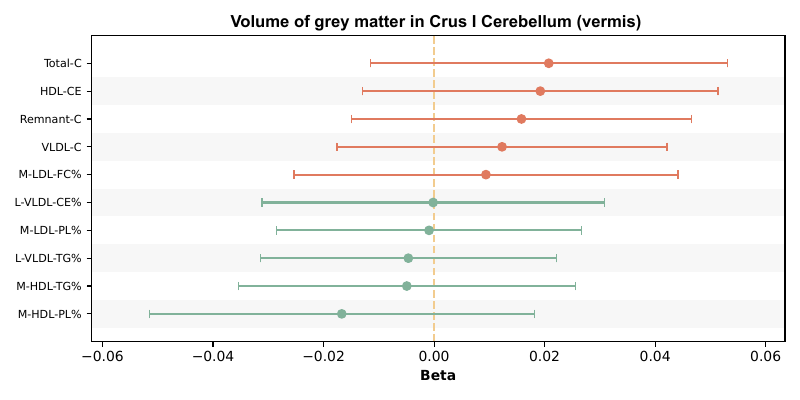 Volume of grey matter in Crus I Cerebellum (vermis)
Total-C
HDL-CE
Remnant-C
VLDL-C
M-LDL-FC%
L-VLDL-CE%
M-LDL-PL%
L-VLDL-TG%
M-HDL-TG%
M-HDL-PL%
−0.06 −0.04 −0.02 0.00 0.02 0.04 0.06
Beta